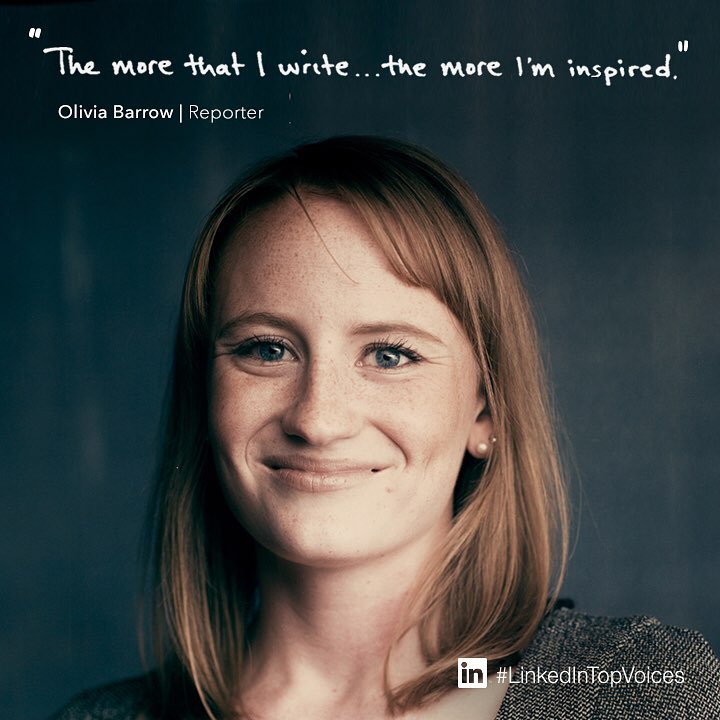 "The more that I write...the more I'm inspired."
Olivia Barrow | Reporter
in #LinkedInTopVoices